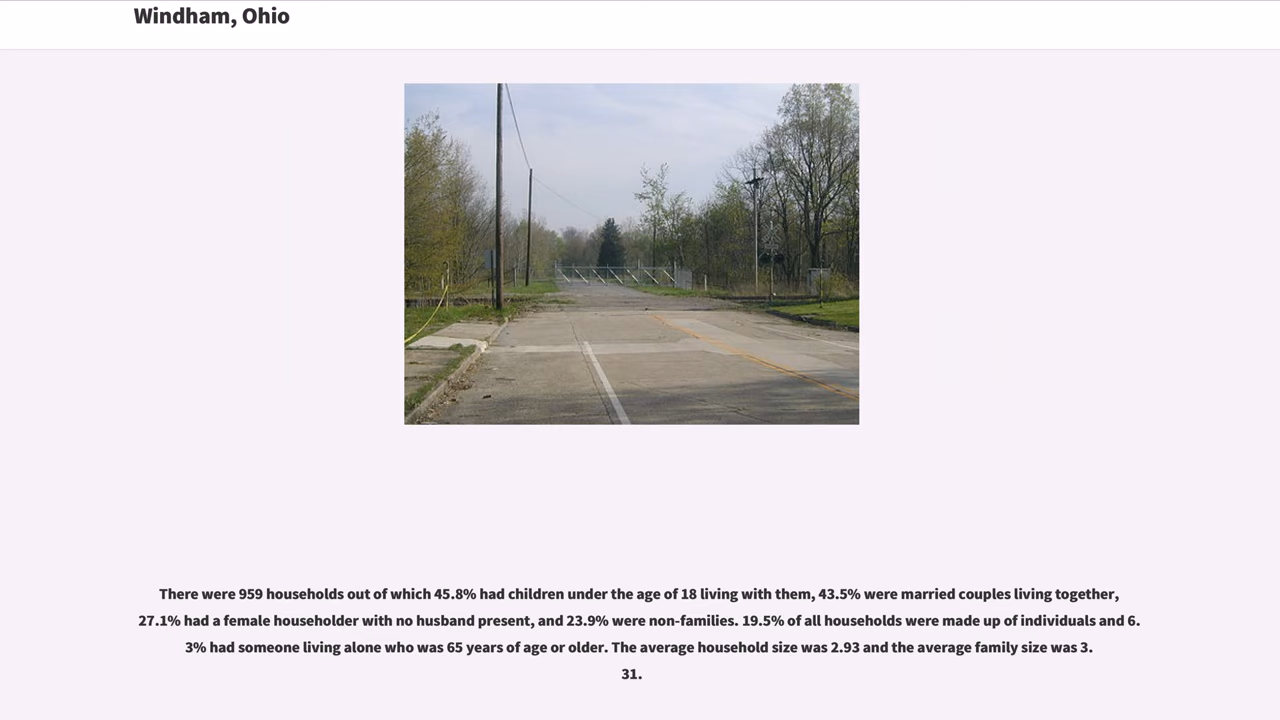 Windham, Ohio
There were 959 households out of which 45.8% had children under the age of 18 living with them, 43.5% were married couples living together,
27.1% had a female householder with no husband present, and 23.9% were non-families. 19.5% of all households were made up of individuals and 6.
3% had someone living alone who was 65 years of age or older. The average household size was 2.93 and the average family size was 3.
31.